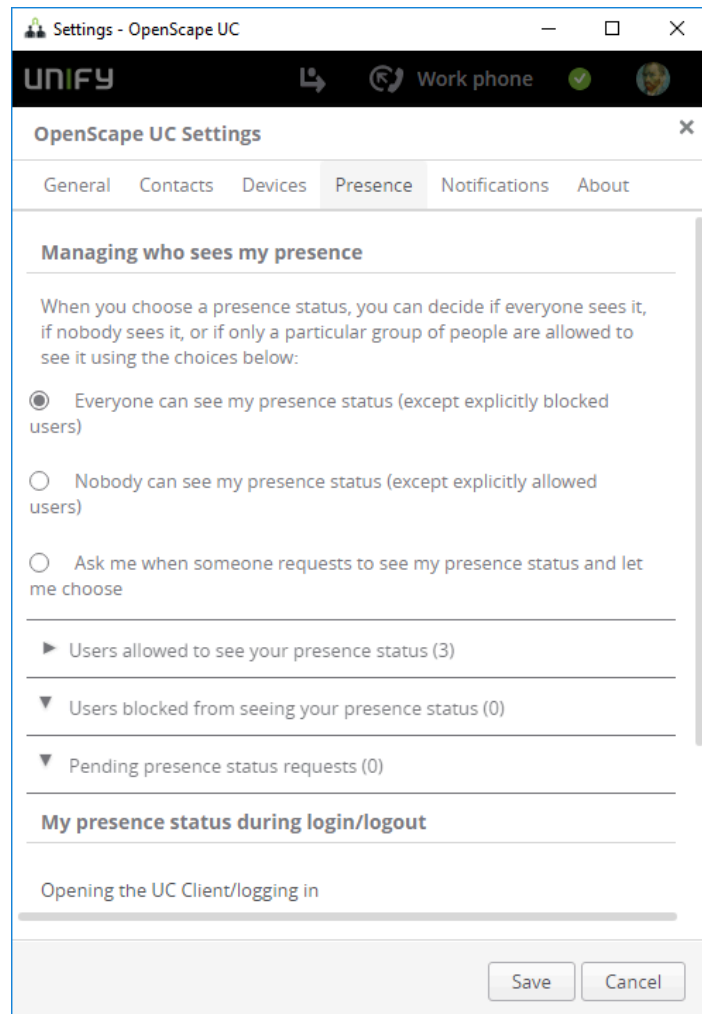 Settings - OpenScape UC
UNIFY
Work phone
OpenScape UC Settings
General Contacts Devices Presence Notifications About
Managing who sees my presence
When you choose a presence status, you can decide if everyone sees it,
if nobody sees it, or if only a particular group of people are allowed to
see it using the choices below:
Everyone can see my presence status (except explicitly blocked
users)
Nobody can see my presence status (except explicitly allowed
users)
Ask me when someone requests to see my presence status and let
me choose
Users allowed to see your presence status (3)
Users blocked from seeing your presence status (0)
Pending presence status requests (0)
My presence status during login/logout
Opening the UC Client/logging in
Save Cancel